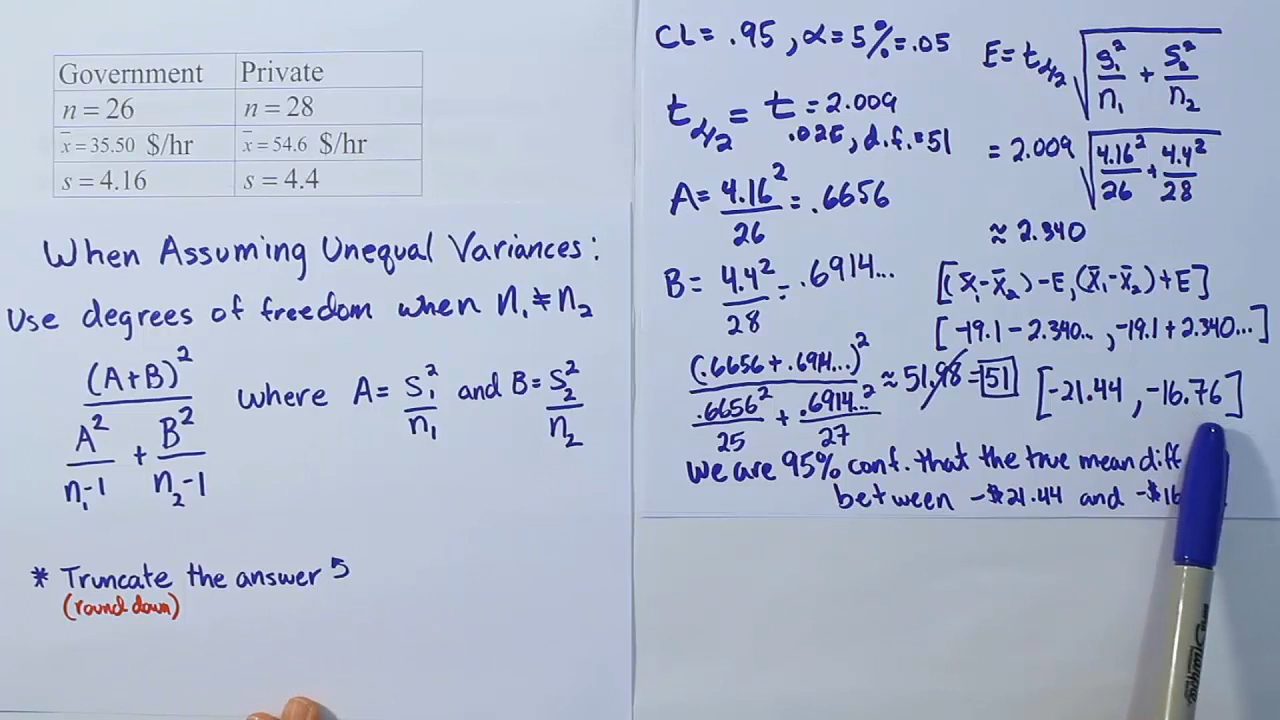 Government Private
n = 26 n = 28
x̄ = 35.50 $/hr x̄ = 54.6 $/hr
s = 4.16 s = 4.4
When Assuming Unequal Variances:
Use degrees of freedom when n₁ ≠ n₂
(A+B)²
A²/(n₁-1) + B²/(n₂-1) where A = S₁²/n₁ and B = S₂²/n₂
* Truncate the answer
(round down)
CL = .95, α = 5% = .05
t α/2 = t .025, d.f. = 51 = 2.009
A = 4.16²/26 = .6656
B = 4.4²/28 = .6914...
(.6656 + .6914...)²
.6656²/25 + .6914...²/27 ≈ 51.98 = 51
E = t α/2 √(S₁²/n₁ + S₂²/n₂)
= 2.009 √(4.16²/26 + 4.4²/28)
≈ 2.340
[(x̄₁-x̄₂)-E, (x̄₁-x̄₂)+E]
[-19.1 - 2.340..., -19.1 + 2.340...]
[-21.44, -16.76]
We are 95% conf. that the true mean diff
between -$21.44 and -$16